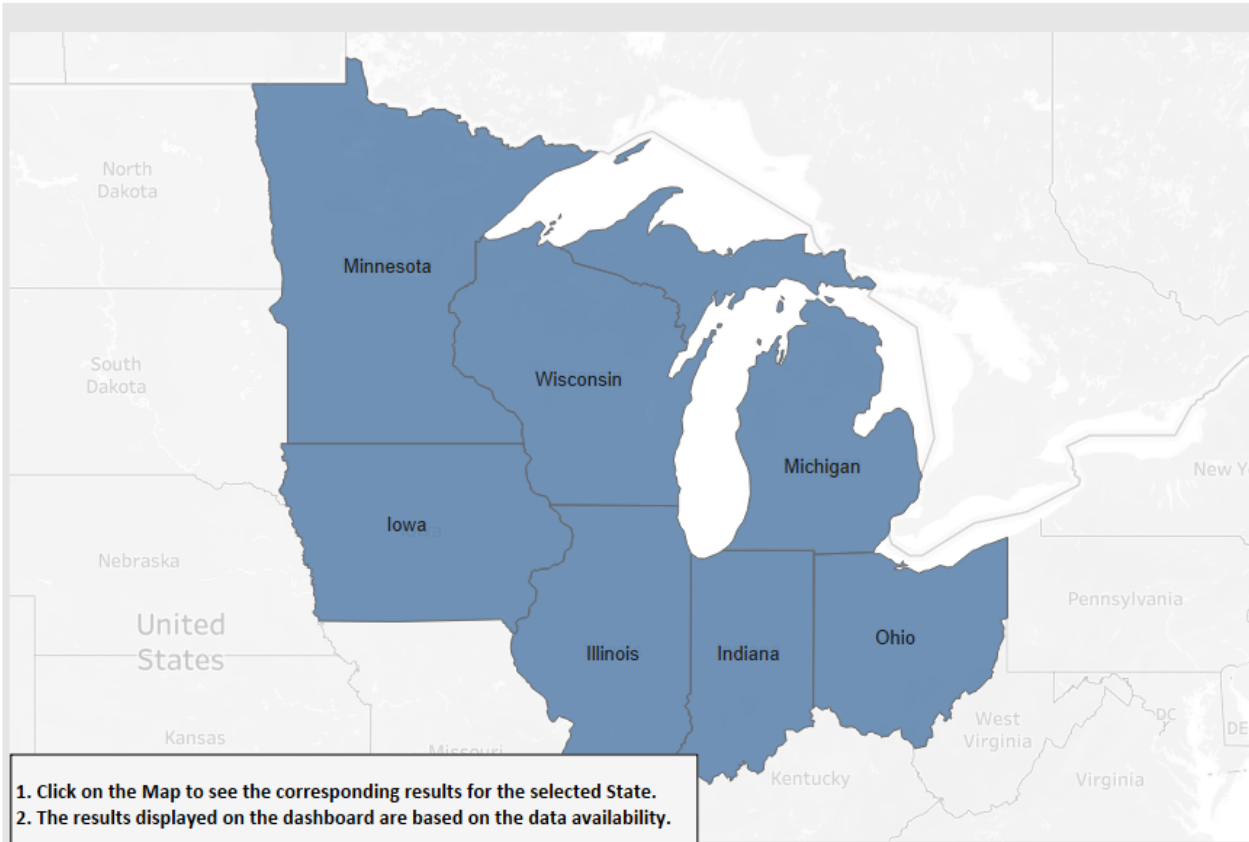 North
Dakota
Minnesota
South
Dakota
Wisconsin
Michigan
New Yo
Iowa
Nebraska
Pennsylvania
United
States
Illinois
Indiana
Ohio
West
Virginia
DC
DE
Kansas
Missouri
Kentucky
Virginia
1. Click on the Map to see the corresponding results for the selected State.
2. The results displayed on the dashboard are based on the data availability.